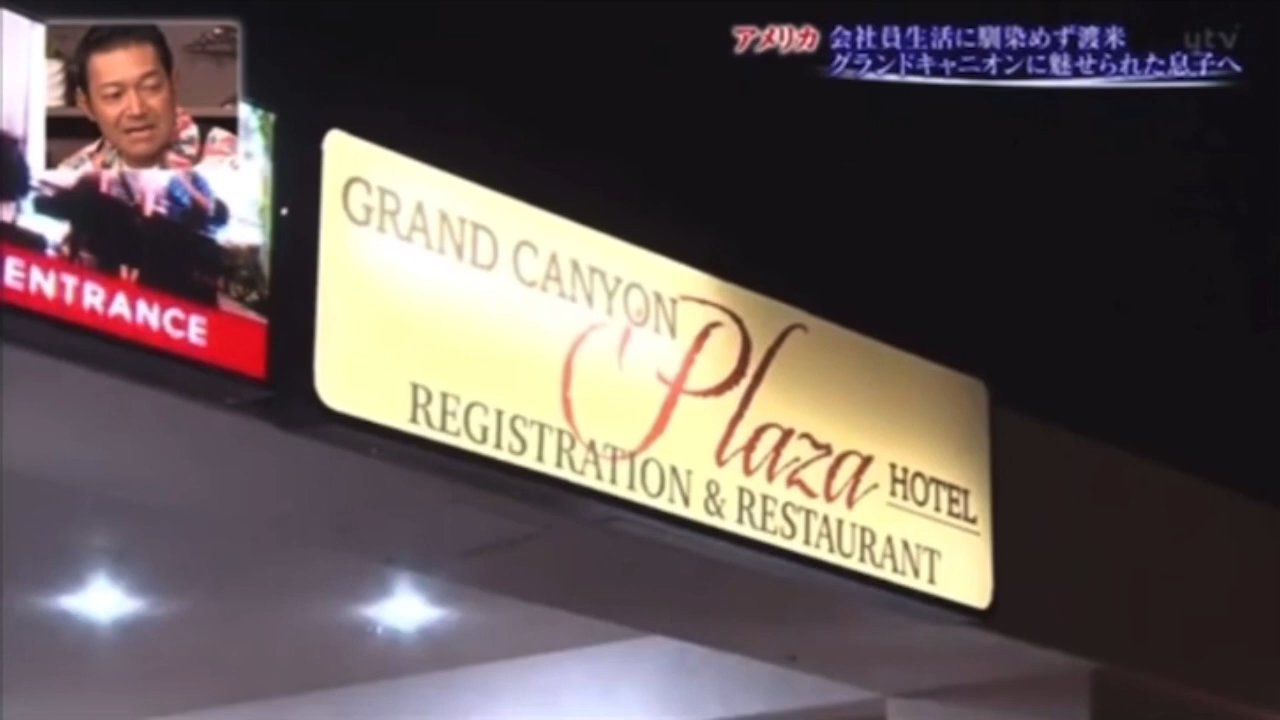 アメリカ 会社員生活に馴染めず渡米
グランドキャニオンに魅せられた息子へ
ytv
ENTRANCE
GRAND CANYON
Plaza
HOTEL
REGISTRATION & RESTAURANT